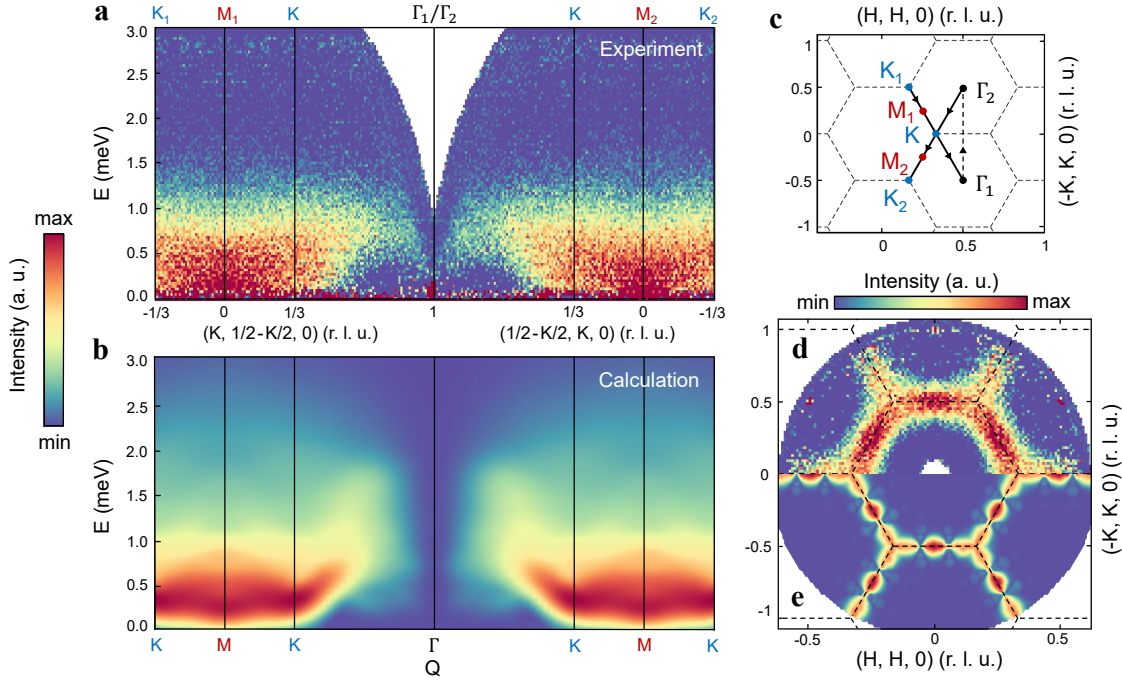 a
K₁ M₁ K Γ₁/Γ₂ K M₂ K₂
Experiment
E (meV)
3.0
2.5
2.0
1.5
1.0
0.5
0.0
-1/3 0 1/3 1 1/3 0 -1/3
(K, 1/2-K/2, 0) (r. l. u.) (1/2-K/2, K, 0) (r. l. u.)
max
Intensity (a. u.)
min
b
Calculation
E (meV)
3.0
2.5
2.0
1.5
1.0
0.5
0.0
K M K Γ K M K
Q
c
(H, H, 0) (r. l. u.)
K₁
Γ₂
M₁
K
M₂
Γ₁
K₂
1
0.5
0
-0.5
-1
0 0.5 1
(-K, K, 0) (r. l. u.)
Intensity (a. u.)
min max
d
1
0.5
0
-0.5
-1
e
-0.5 0 0.5
(H, H, 0) (r. l. u.)
(-K, K, 0) (r. l. u.)